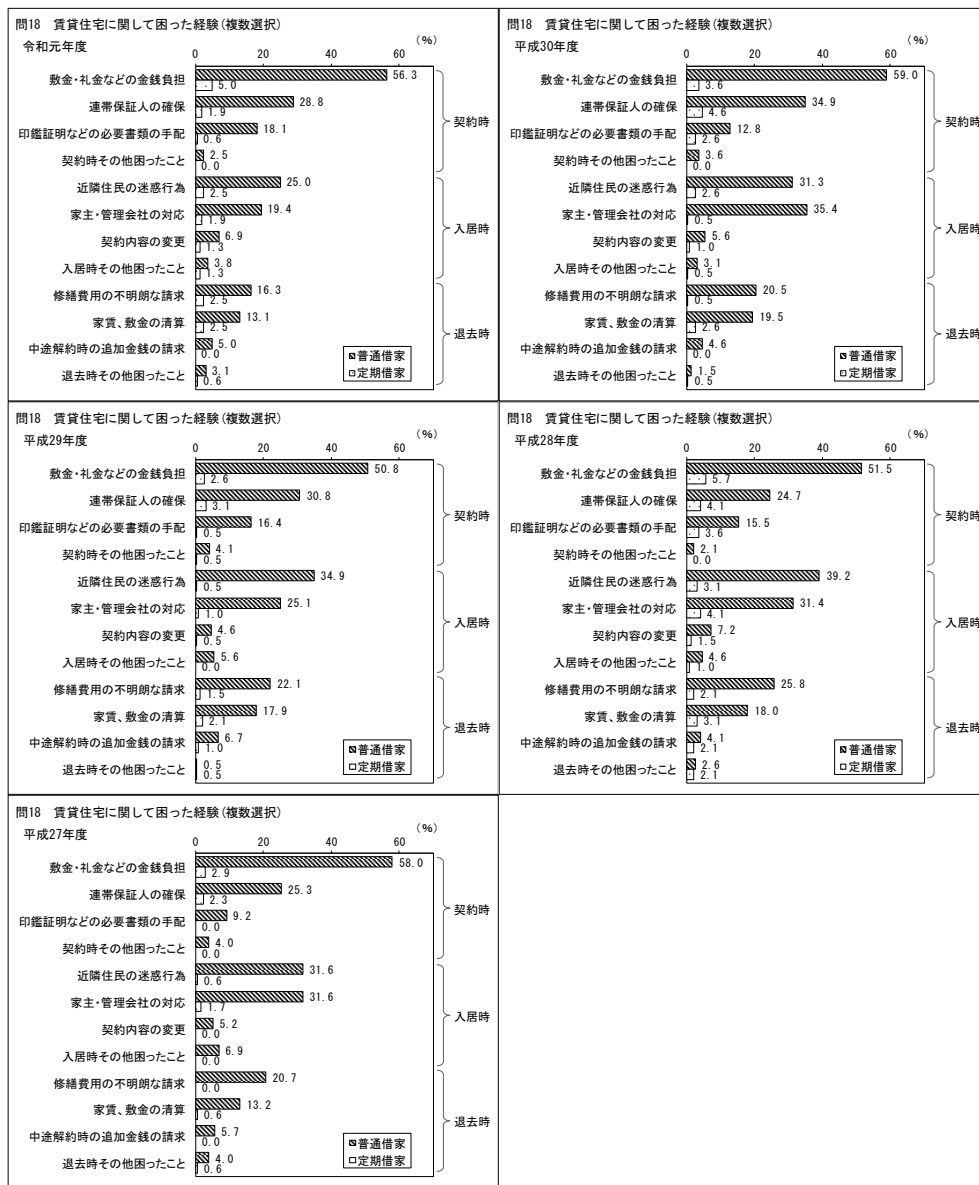 問18 賃貸住宅に関して困った経験(複数選択)
令和元年度
(%)
0 20 40 60
敷金・礼金などの金銭負担 56.3
5.0
連帯保証人の確保 28.8
1.9
印鑑証明などの必要書類の手配 18.1
0.6
契約時その他困ったこと 2.5
0.0
契約時
近隣住民の迷惑行為 25.0
2.5
家主・管理会社の対応 19.4
1.9
契約内容の変更 6.9
1.3
入居時その他困ったこと 3.8
1.3
入居時
修繕費用の不明朗な請求 16.3
2.5
家賃、敷金の清算 13.1
2.5
中途解約時の追加金銭の請求 5.0
0.0
退去時その他困ったこと 3.1
0.6
退去時
普通借家
定期借家
問18 賃貸住宅に関して困った経験(複数選択)
平成30年度
(%)
0 20 40 60
敷金・礼金などの金銭負担 59.0
3.6
連帯保証人の確保 34.9
4.6
印鑑証明などの必要書類の手配 12.8
2.6
契約時その他困ったこと 3.6
0.0
契約時
近隣住民の迷惑行為 31.3
2.6
家主・管理会社の対応 35.4
0.5
契約内容の変更 5.6
1.0
入居時その他困ったこと 3.1
0.5
入居時
修繕費用の不明朗な請求 20.5
0.5
家賃、敷金の清算 19.5
2.6
中途解約時の追加金銭の請求 4.6
0.0
退去時その他困ったこと 1.5
0.5
退去時
普通借家
定期借家
問18 賃貸住宅に関して困った経験(複数選択)
平成29年度
(%)
0 20 40 60
敷金・礼金などの金銭負担 50.8
2.6
連帯保証人の確保 30.8
3.1
印鑑証明などの必要書類の手配 16.4
0.5
契約時その他困ったこと 4.1
0.5
契約時
近隣住民の迷惑行為 34.9
0.5
家主・管理会社の対応 25.1
1.0
契約内容の変更 4.6
0.5
入居時その他困ったこと 5.6
0.0
入居時
修繕費用の不明朗な請求 22.1
1.5
家賃、敷金の清算 17.9
2.1
中途解約時の追加金銭の請求 6.7
1.0
退去時その他困ったこと 0.5
0.5
退去時
普通借家
定期借家
問18 賃貸住宅に関して困った経験(複数選択)
平成28年度
(%)
0 20 40 60
敷金・礼金などの金銭負担 51.5
5.7
連帯保証人の確保 24.7
4.1
印鑑証明などの必要書類の手配 15.5
3.6
契約時その他困ったこと 2.1
0.0
契約時
近隣住民の迷惑行為 39.2
3.1
家主・管理会社の対応 31.4
4.1
契約内容の変更 7.2
1.5
入居時その他困ったこと 4.6
1.0
入居時
修繕費用の不明朗な請求 25.8
2.1
家賃、敷金の清算 18.0
3.1
中途解約時の追加金銭の請求 4.1
2.1
退去時その他困ったこと 2.6
2.1
退去時
普通借家
定期借家
問18 賃貸住宅に関して困った経験(複数選択)
平成27年度
(%)
0 20 40 60
敷金・礼金などの金銭負担 58.0
2.9
連帯保証人の確保 25.3
2.3
印鑑証明などの必要書類の手配 9.2
0.0
契約時その他困ったこと 4.0
0.0
契約時
近隣住民の迷惑行為 31.6
0.6
家主・管理会社の対応 31.6
1.7
契約内容の変更 5.2
0.0
入居時その他困ったこと 6.9
0.0
入居時
修繕費用の不明朗な請求 20.7
0.0
家賃、敷金の清算 13.2
0.6
中途解約時の追加金銭の請求 5.7
0.0
退去時その他困ったこと 4.0
0.6
退去時
普通借家
定期借家